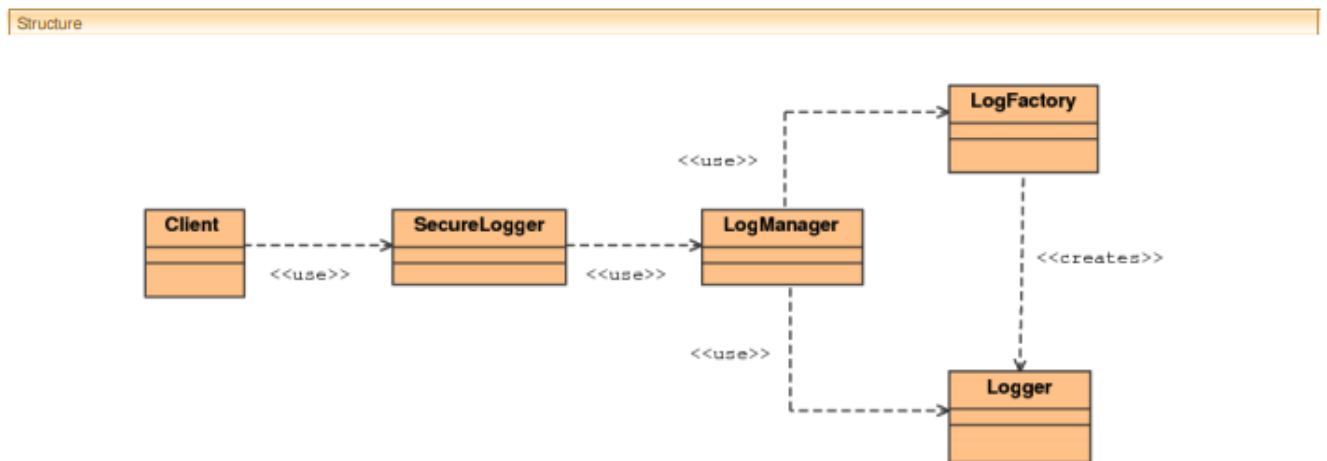 Structure
LogFactory
<<use>>
Client
SecureLogger
LogManager
<<creates>>
<<use>>
<<use>>
<<use>>
Logger